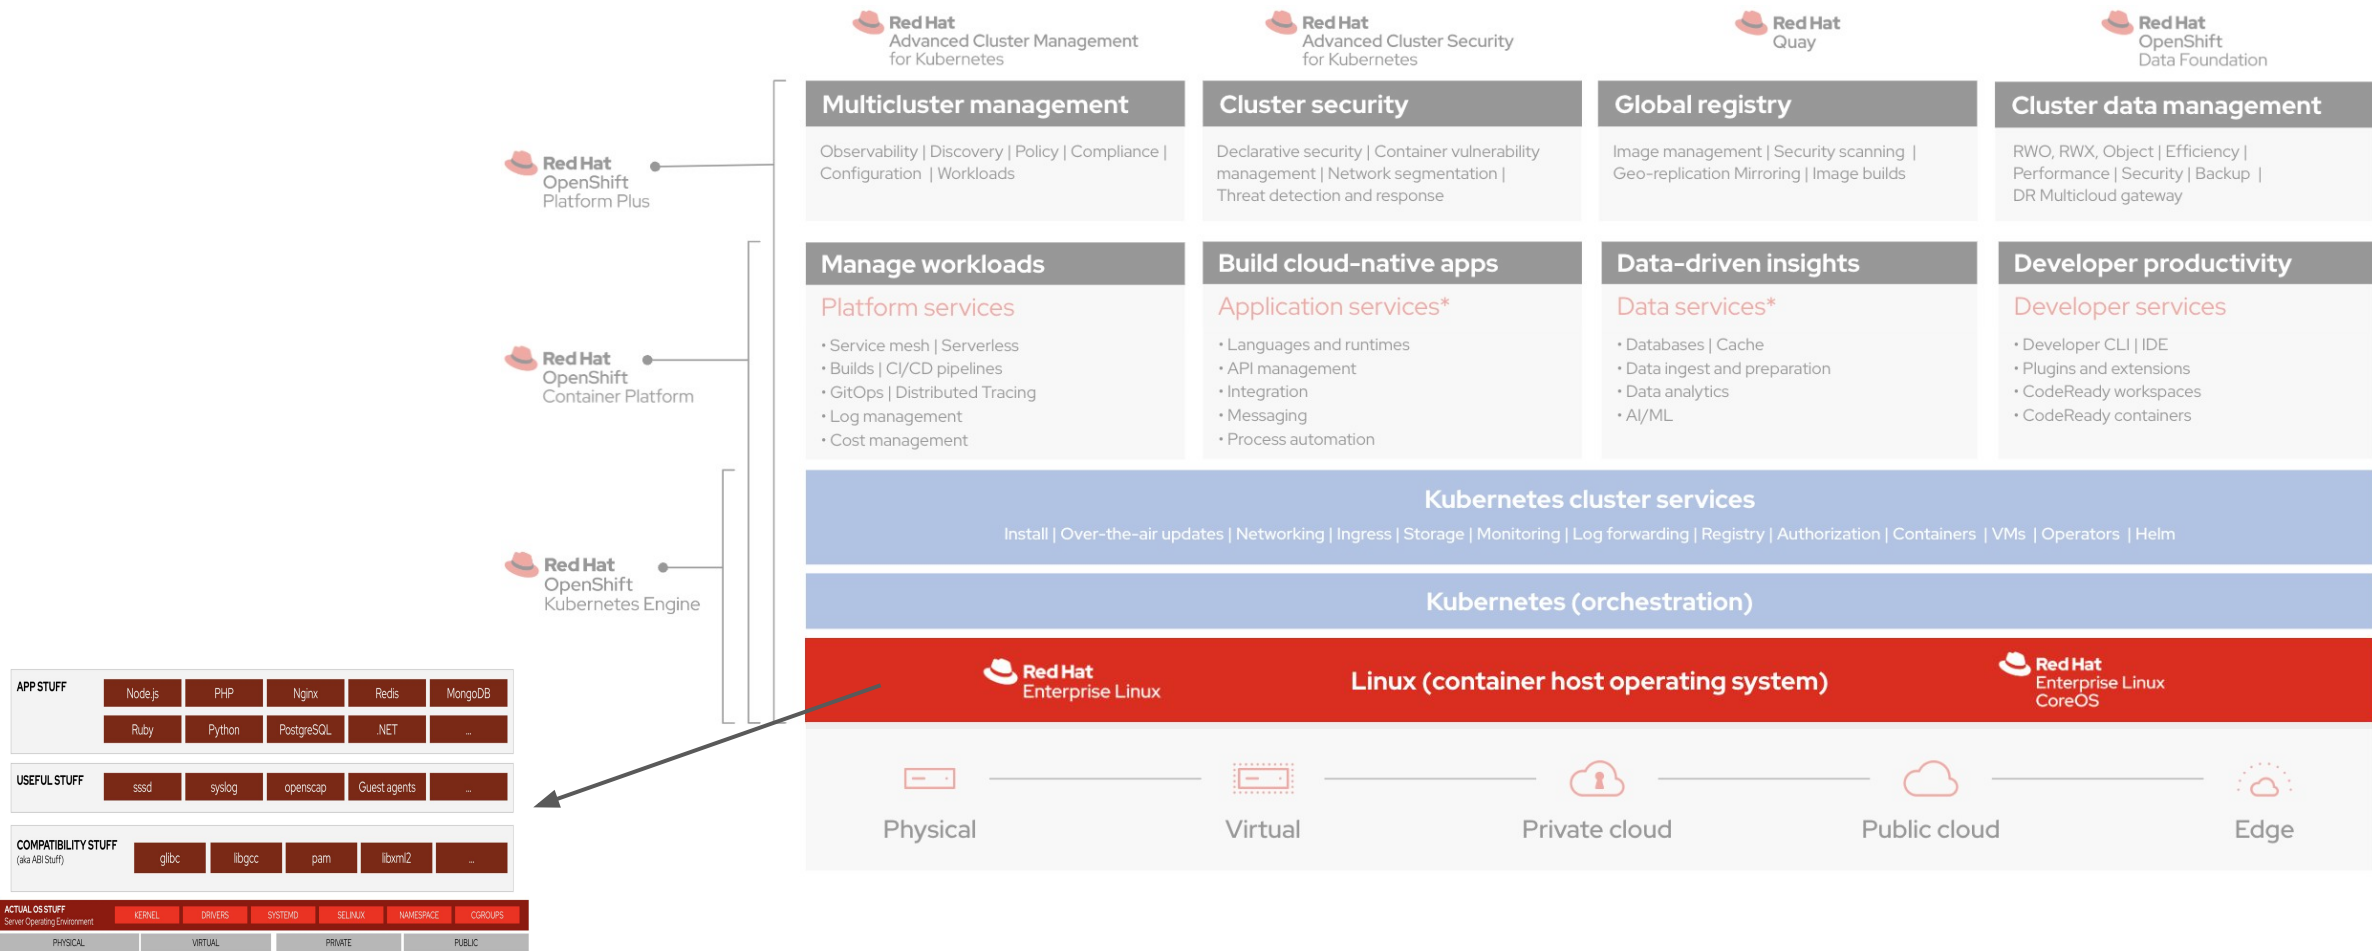 Red Hat
Advanced Cluster Management
for Kubernetes
Red Hat
Advanced Cluster Security
for Kubernetes
Red Hat
Quay
Red Hat
OpenShift
Data Foundation
Red Hat
OpenShift
Platform Plus
Multicluster management
Observability | Discovery | Policy | Compliance |
Configuration | Workloads
Cluster security
Declarative security | Container vulnerability
management | Network segmentation |
Threat detection and response
Global registry
Image management | Security scanning |
Geo-replication Mirroring | Image builds
Cluster data management
RWO, RWX, Object | Efficiency |
Performance | Security | Backup |
DR Multicloud gateway
Red Hat
OpenShift
Container Platform
Manage workloads
Platform services
• Service mesh | Serverless
• Builds | CI/CD pipelines
• GitOps | Distributed Tracing
• Log management
• Cost management
Build cloud-native apps
Application services*
• Languages and runtimes
• API management
• Integration
• Messaging
• Process automation
Data-driven insights
Data services*
• Databases | Cache
• Data ingest and preparation
• Data analytics
• AI/ML
Developer productivity
Developer services
• Developer CLI | IDE
• Plugins and extensions
• CodeReady workspaces
• CodeReady containers
Red Hat
OpenShift
Kubernetes Engine
Kubernetes cluster services
Install | Over-the-air updates | Networking | Ingress | Storage | Monitoring | Log forwarding | Registry | Authorization | Containers | VMs | Operators | Helm
Kubernetes (orchestration)
Red Hat
Enterprise Linux
Linux (container host operating system)
Red Hat
Enterprise Linux
CoreOS
Physical
Virtual
Private cloud
Public cloud
Edge
APP STUFF
Node.js PHP Nginx Redis MongoDB
Ruby Python PostgreSQL .NET ...
USEFUL STUFF
sssd syslog openscap Guest agents ...
COMPATIBILITY STUFF
(aka ABI Stuff)
glibc libgcc pam libxml2 ...
ACTUAL OS STUFF
Server Operating Environment
KERNEL DRIVERS SYSTEMD SELINUX NAMESPACE CGROUPS
PHYSICAL VIRTUAL PRIVATE PUBLIC